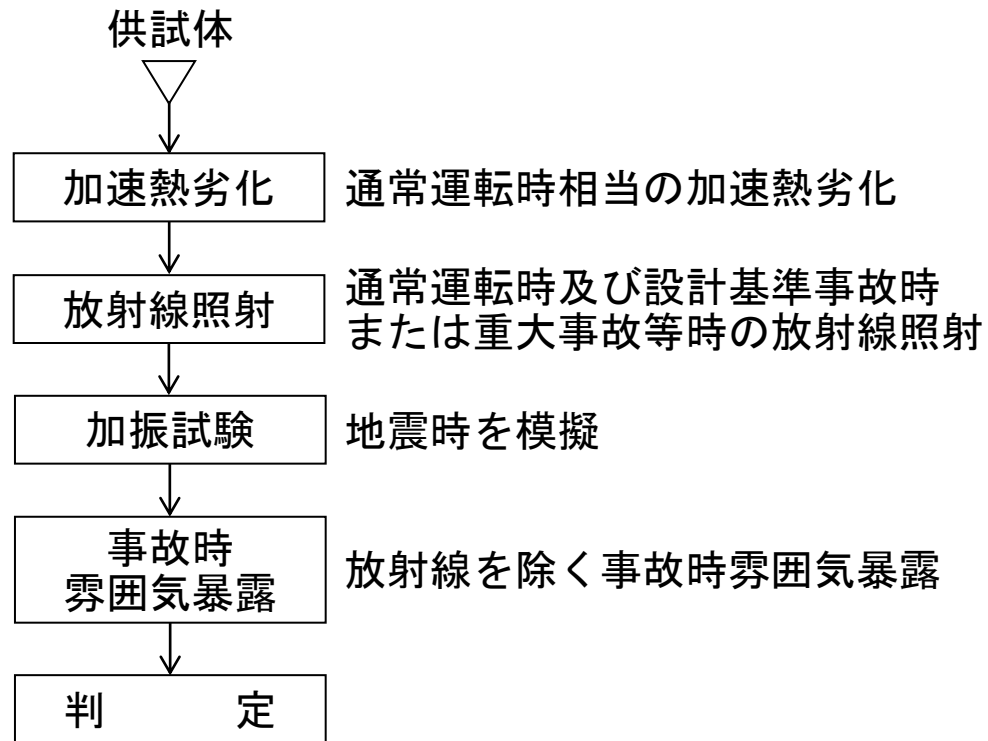 供試体
加速熱劣化
通常運転時相当の加速熱劣化
放射線照射
通常運転時及び設計基準事故時
または重大事故等時の放射線照射
加振試験
地震時を模擬
事故時
雰囲気暴露
放射線を除く事故時雰囲気暴露
判　　　定